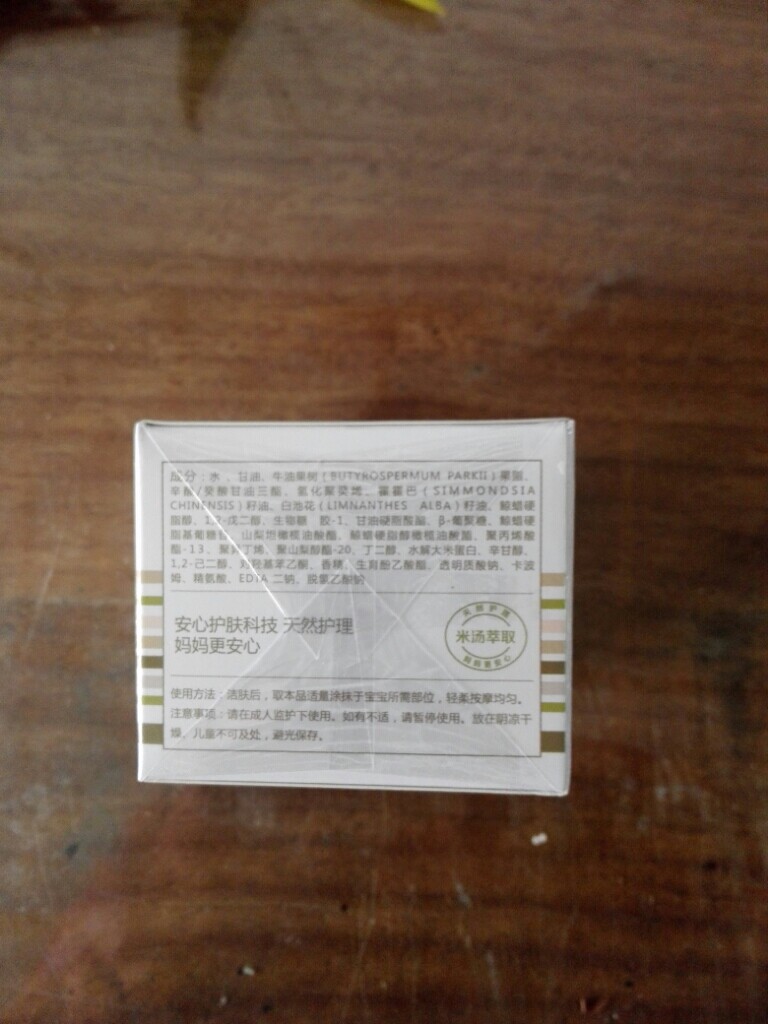 成分：水、甘油、牛油果树（BUTYROSPERMUM PARKII）果脂、
辛酸/癸酸甘油三酯、氢化聚癸烯、霍霍巴（SIMMONDSIA
CHINENSIS）籽油、白池花（LIMNANTHES ALBA）籽油、鲸蜡硬
脂醇、1,2-戊二醇、生物糖胶-1、甘油硬脂酸酯、β-葡聚糖、鲸蜡硬
脂基葡糖苷、山梨坦橄榄油酸酯、鲸蜡硬脂醇橄榄油酸酯、聚丙烯酸
酯-13、聚异丁烯、聚山梨醇酯-20、丁二醇、水解大米蛋白、辛甘醇、
1,2-己二醇、对羟基苯乙酮、香精、生育酚乙酸酯、透明质酸钠、卡波
姆、精氨酸、EDTA 二钠、脱氢乙酸钠
安心护肤科技 天然护理
妈妈更安心
天然护理
米汤萃取
妈妈更安心
使用方法：洁肤后，取本品适量涂抹于宝宝所需部位，轻柔按摩均匀。
注意事项：请在成人监护下使用。如有不适，请暂停使用。放在阴凉干
燥、儿童不可及处，避光保存。